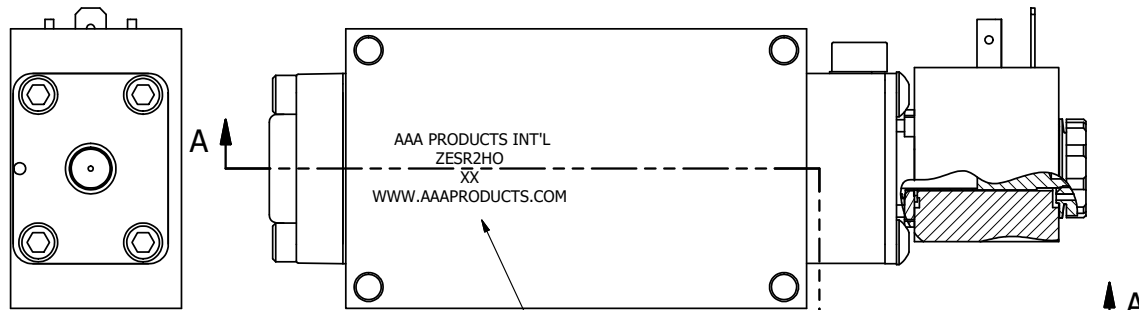 A
AAA PRODUCTS INT'L
ZESR2HO
XX
WWW.AAAPRODUCTS.COM
A